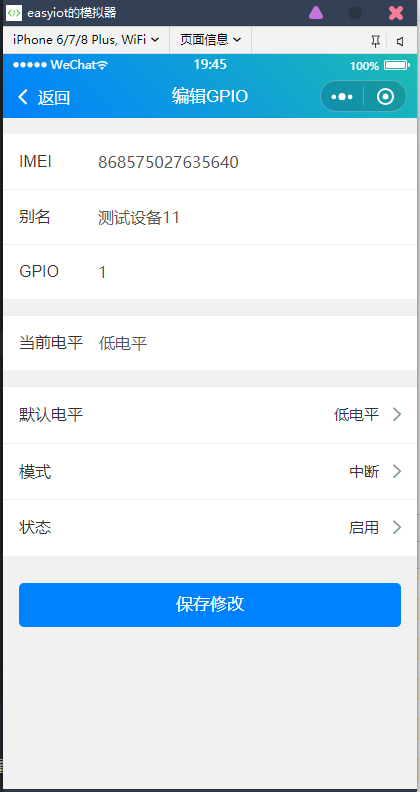 easyiot的模拟器
iPhone 6/7/8 Plus, WiFi 页面信息
WeChat 19:45 100%
返回 编辑GPIO
IMEI 868575027635640
别名 测试设备11
GPIO 1
当前电平 低电平
默认电平 低电平
模式 中断
状态 启用
保存修改